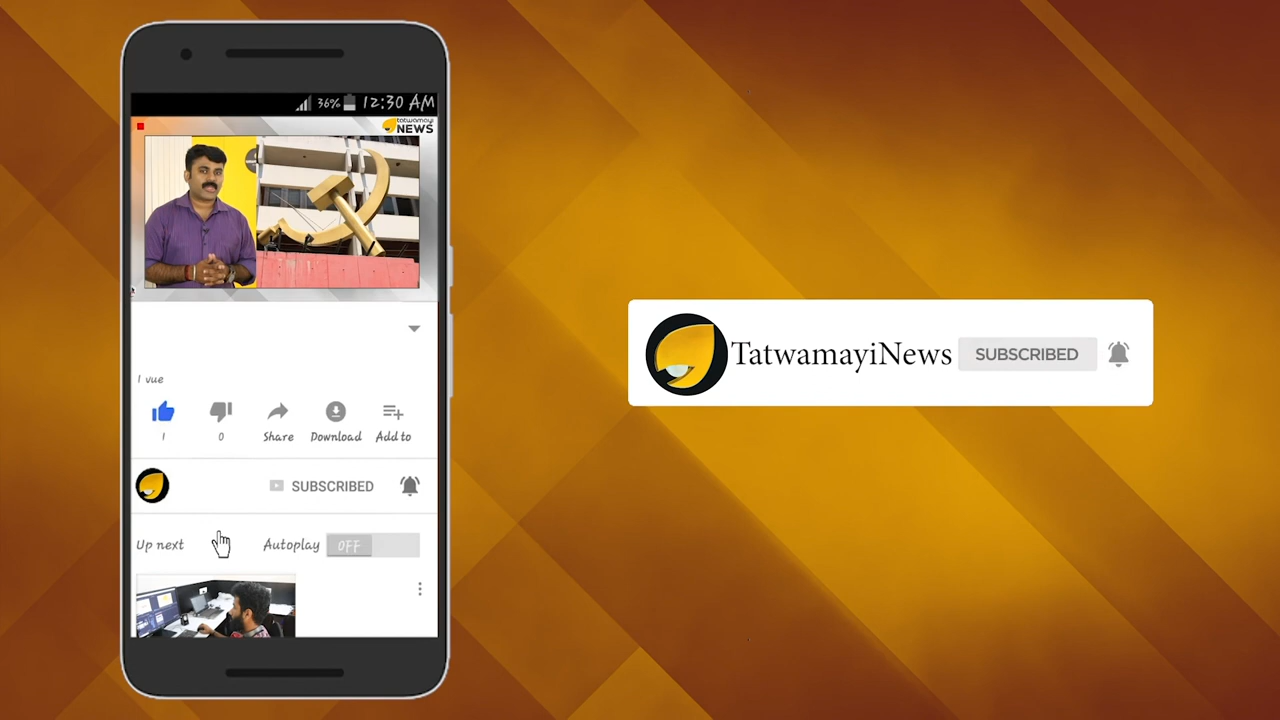 36% 12:30 AM
tatwamayi
NEWS
1 vue
1
0
Share
Download
Add to
SUBSCRIBED
Up next
Autoplay
OFF
TatwamayiNews
SUBSCRIBED